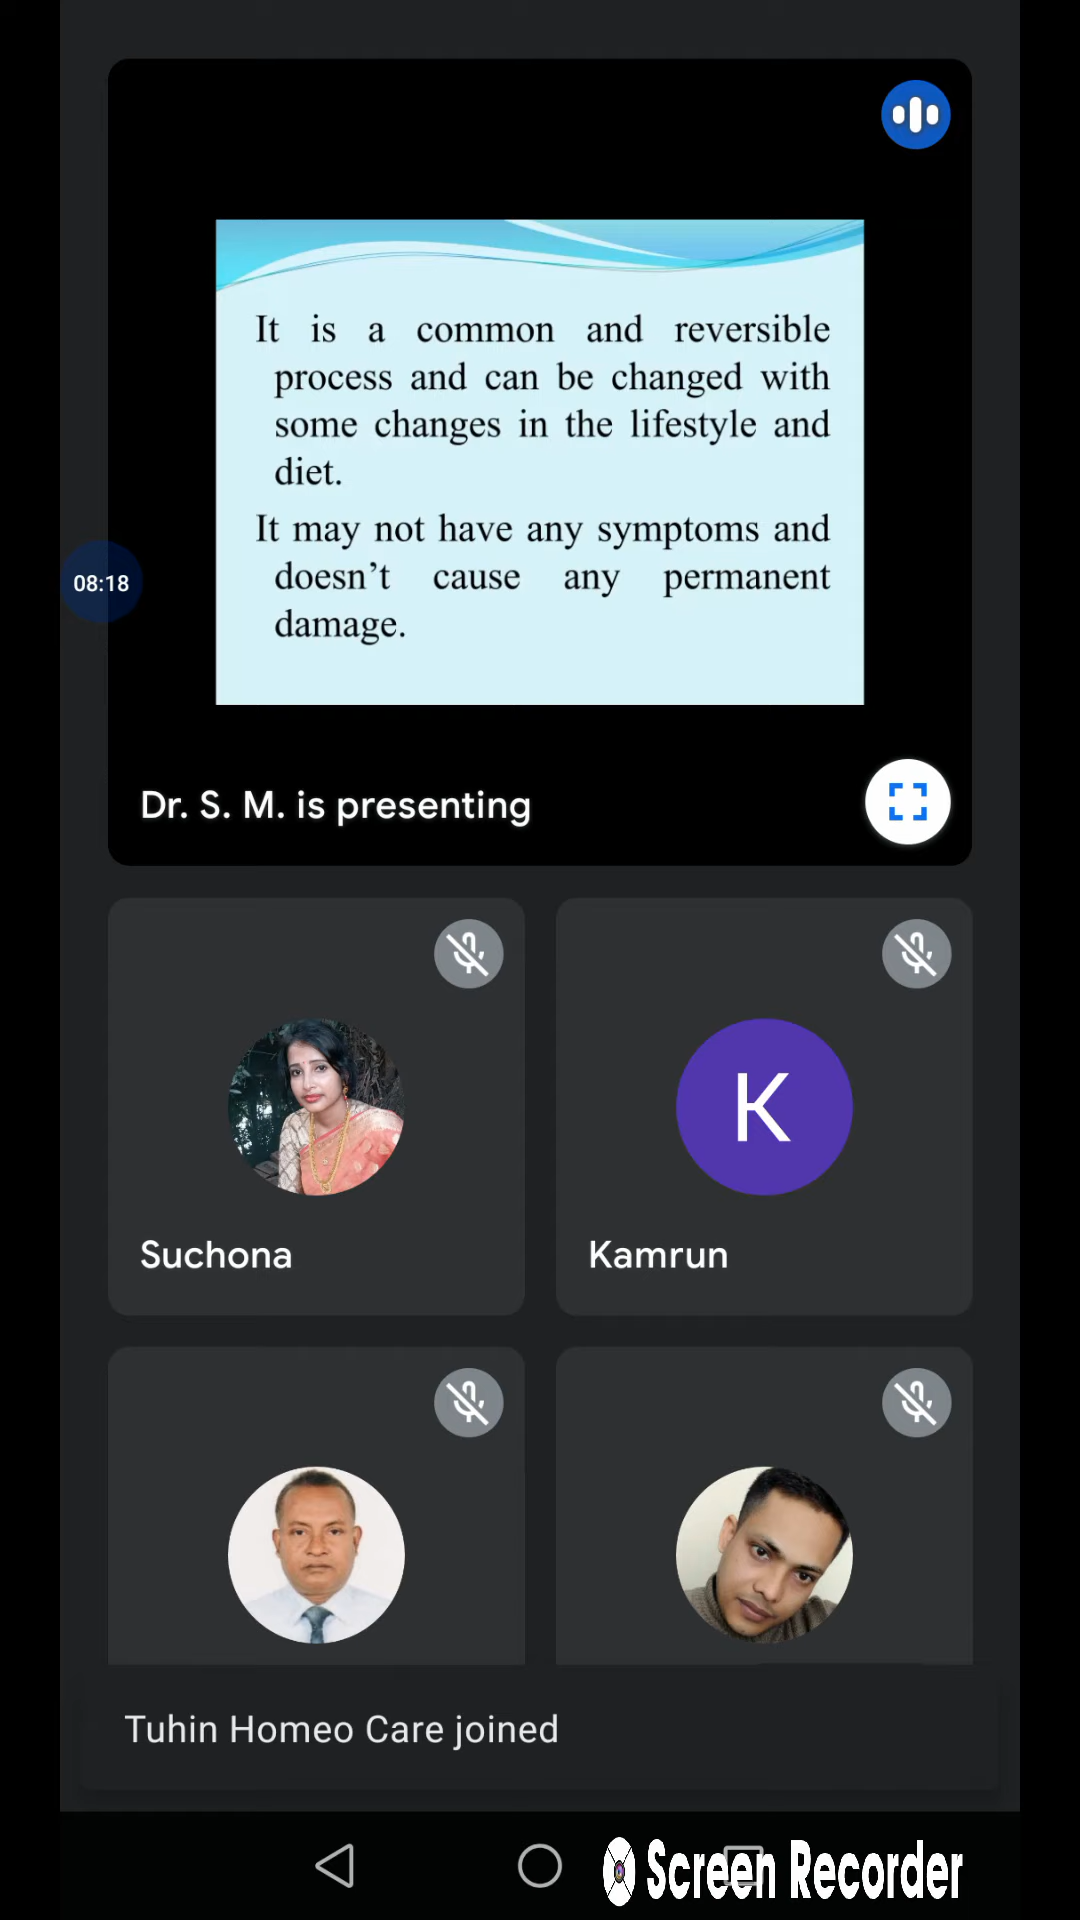 It is a common and reversible
process and can be changed with
some changes in the lifestyle and
diet.
It may not have any symptoms and
doesn't cause any permanent
damage.
08:18
Dr. S. M. is presenting
Suchona
K
Kamrun
Tuhin Homeo Care joined
Screen Recorder